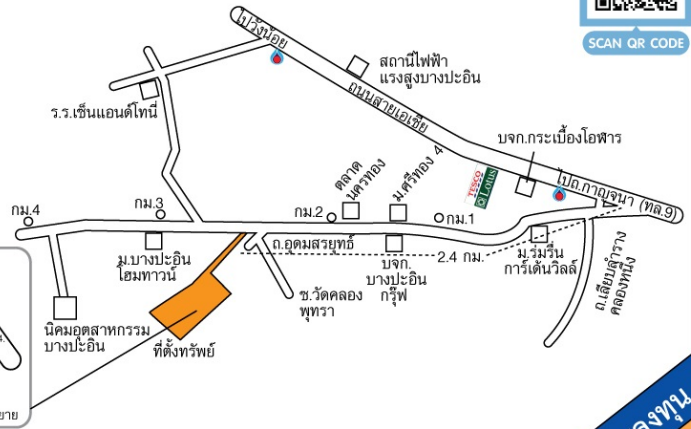 SCAN QR CODE
ไปวังน้อย
สถานีไฟฟ้า
แรงสูงบางปะอิน
ถนนสายเอเชีย
ร.ร.เซ็นแอนด์โทนี่
บจก.กระเบื้องโอฬาร
ตลาด
นครทอง
ม.ศรีทอง 4
TESCO
Lotus
ไปถ.กาญจนา (ทล.9)
กม.4
กม.3
กม.2
กม.1
ถ.อุดมสรยุทธ์
2.4 กม.
ม.บางปะอิน
โฮมทาวน์
บจก.
บางปะอิน
กรุ๊ฟ
ม.ร่มรื่น
การ์เด้นวิลล์
ถ.เลียบลำราง
คลองหนึ่ง
ซ.วัดคลอง
พุทรา
นิคมอุตสาหกรรม
บางปะอิน
ที่ตั้งทรัพย์